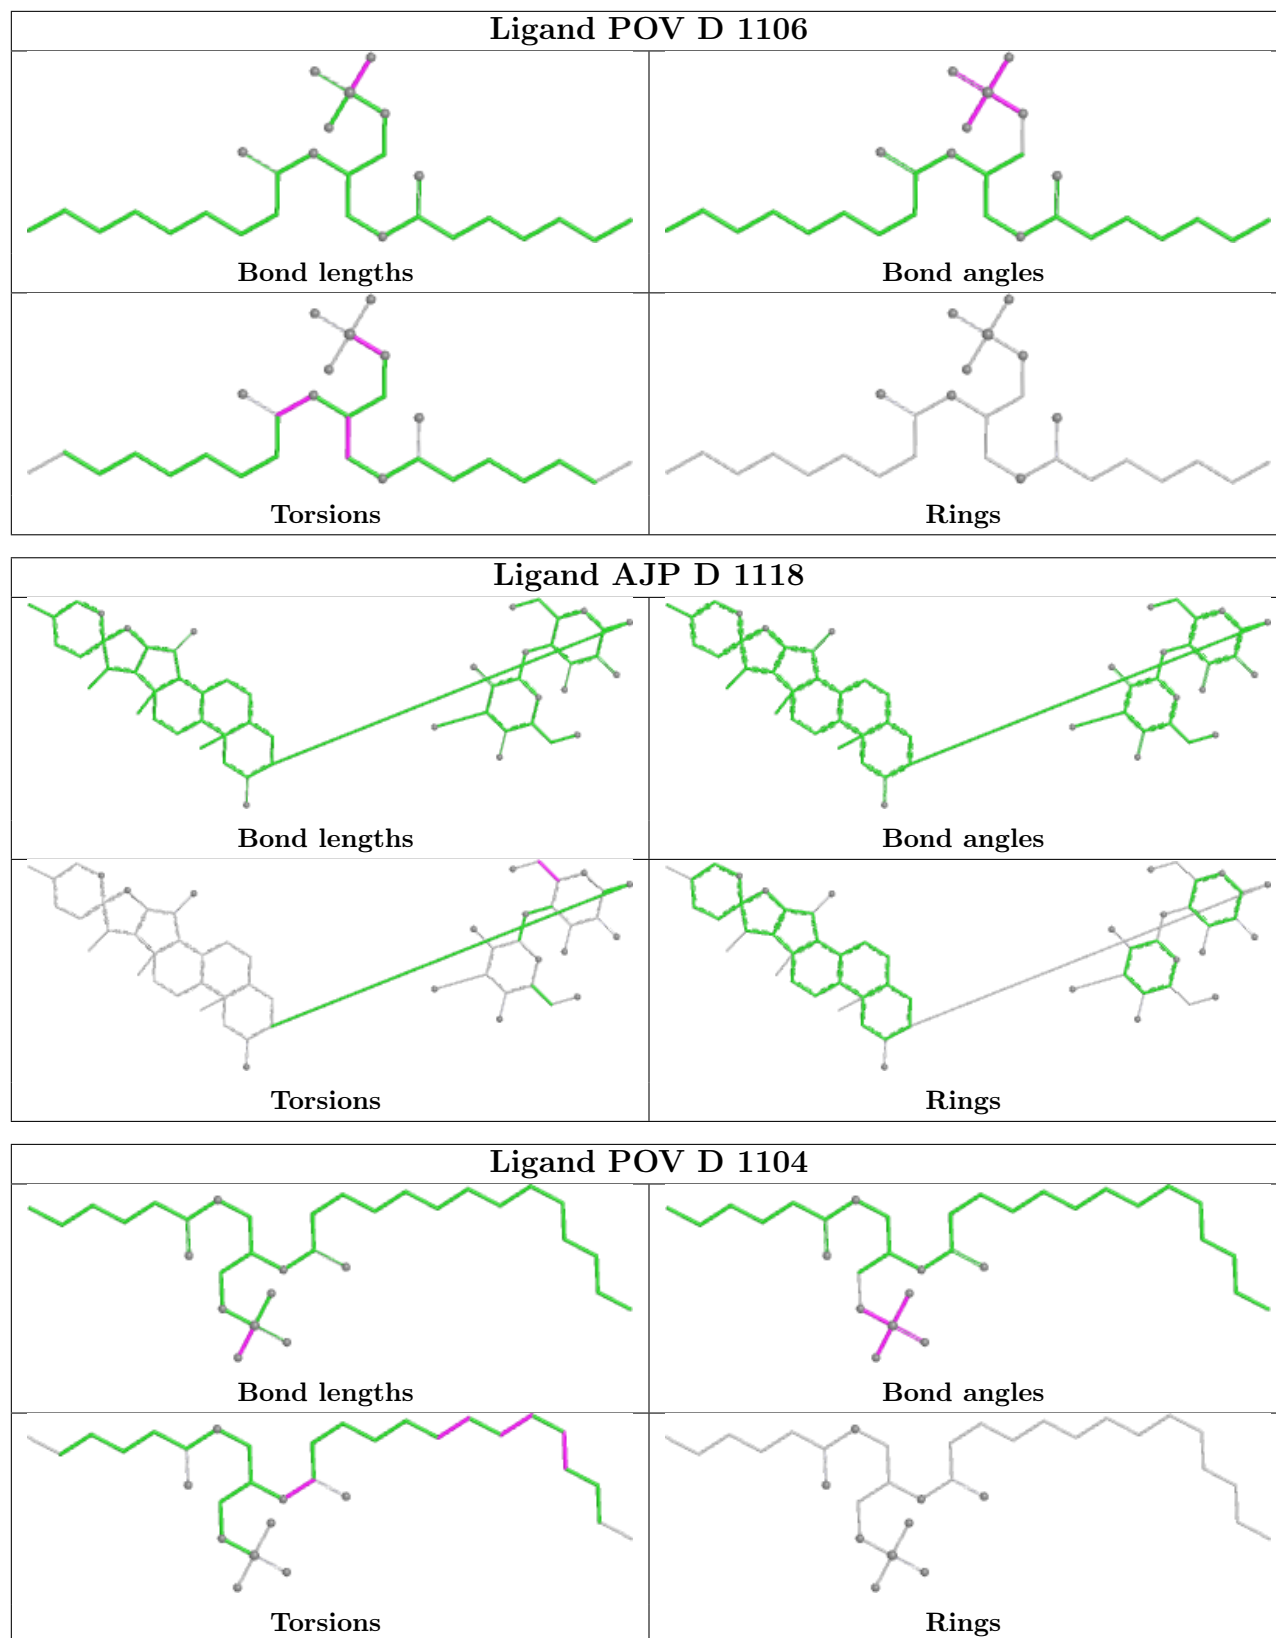 Ligand POV D 1106
Bond lengths
Bond angles
Torsions
Rings
Ligand AJP D 1118
Bond lengths
Bond angles
Torsions
Rings
Ligand POV D 1104
Bond lengths
Bond angles
Torsions
Rings